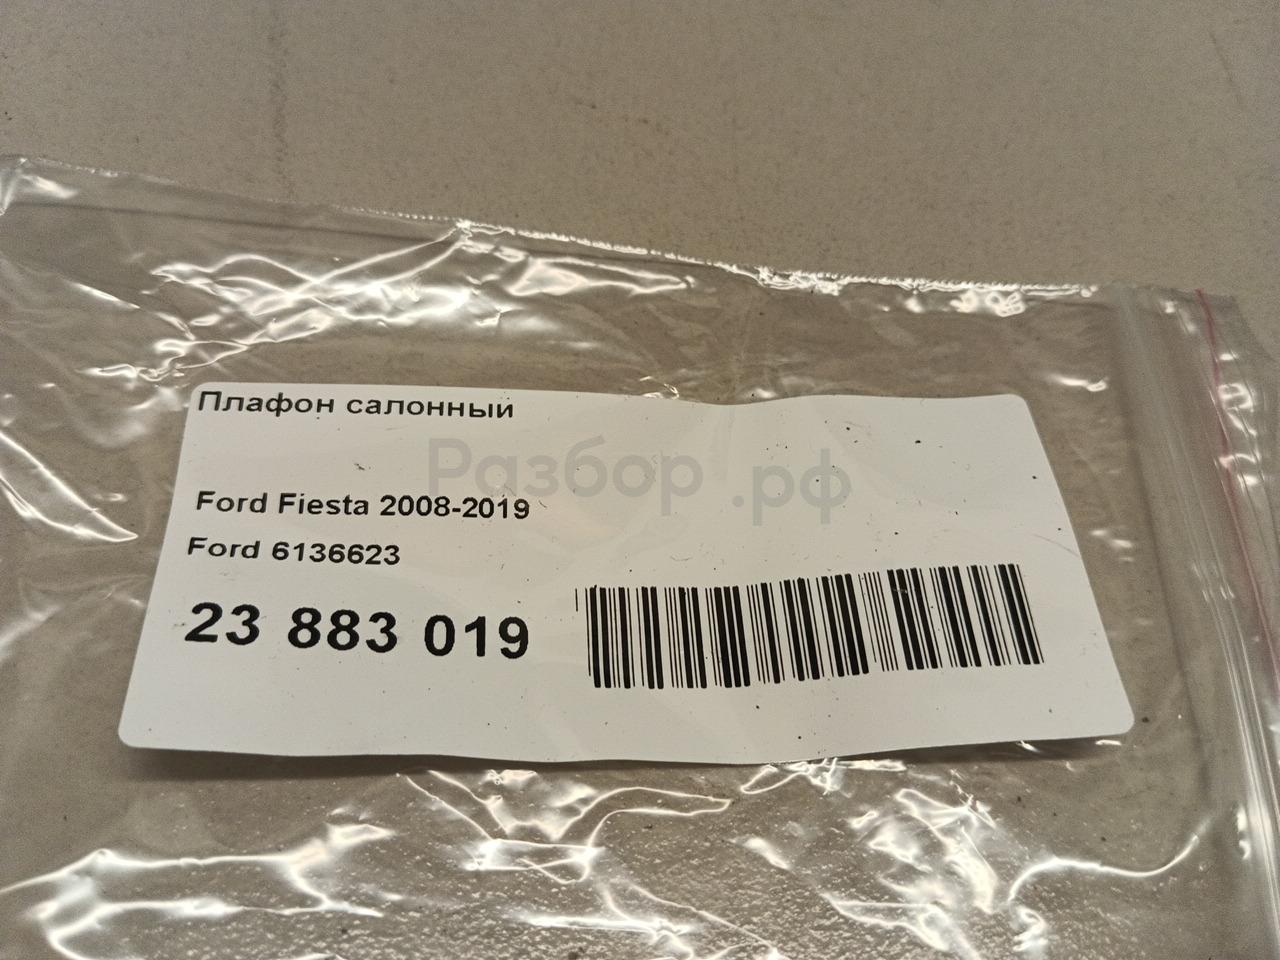 Плафон салонный
Разбор.рф
Ford Fiesta 2008-2019
Ford 6136623
23 883 019